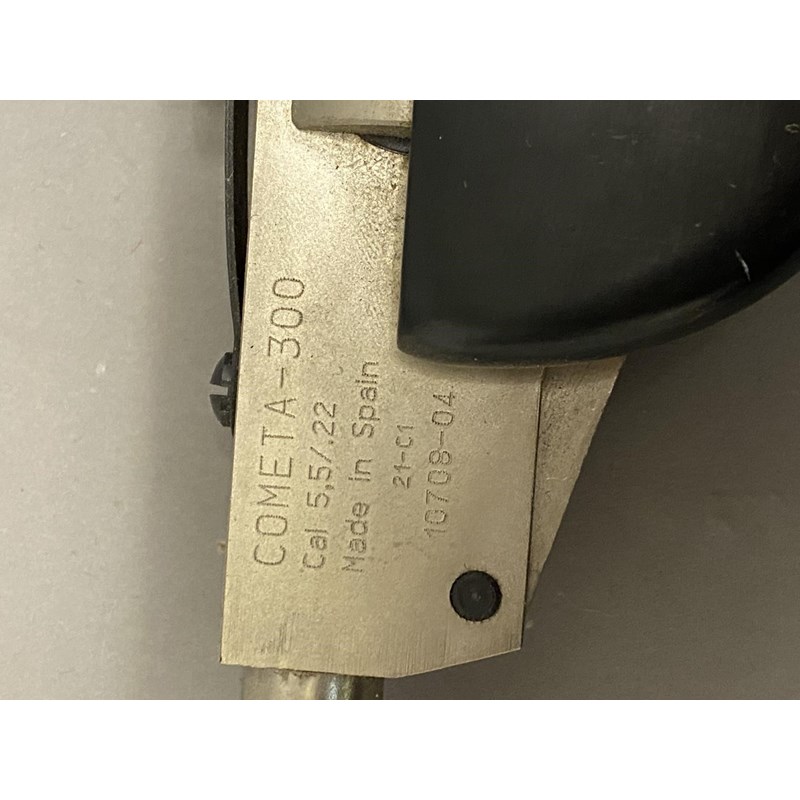 COMETA-300
Cal 5,5/.22
Made in Spain
21-C1
10708-04